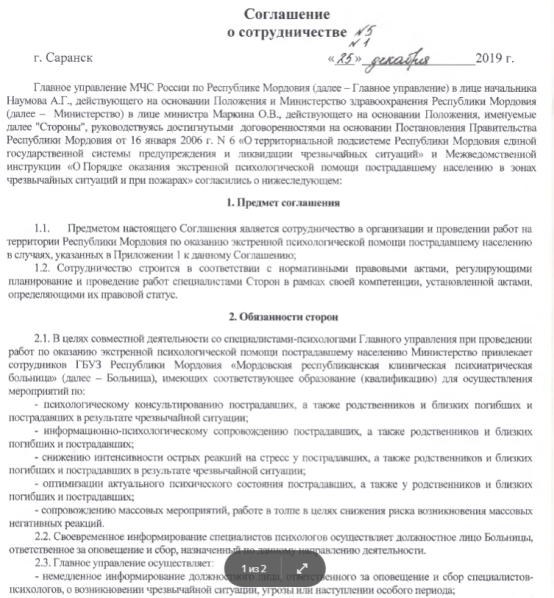 Соглашение
о сотрудничестве №5
№1
г. Саранск «25» декабря 2019 г.
Главное управление МЧС России по Республике Мордовия (далее – Главное управление) в лице начальника
Наумова А.Г., действующего на основании Положения и Министерство здравоохранения Республики Мордовия
(далее – Министерство) в лице министра Маркина О.В., действующего на основании Положения, именуемые
далее "Стороны", руководствуясь достигнутыми договоренностями на основании Постановления Правительства
Республики Мордовия от 16 января 2006 г. N 6 «О территориальной подсистеме Республики Мордовия единой
государственной системы предупреждения и ликвидации чрезвычайных ситуаций» и Межведомственной
инструкции «О Порядке оказания экстренной психологической помощи пострадавшему населению в зонах
чрезвычайных ситуаций и при пожарах» согласились о нижеследующем:
1. Предмет соглашения
1.1. Предметом настоящего Соглашения является сотрудничество в организации и проведении работ на
территории Республики Мордовия по оказанию экстренной психологической помощи пострадавшему населению
в случаях, указанных в Приложении 1 к данному Соглашению;
1.2. Сотрудничество строится в соответствии с нормативными правовыми актами, регулирующими
планирование и проведение работ специалистами Сторон в рамках своей компетенции, установленной актами,
определяющими их правовой статус.
2. Обязанности сторон
2.1. В целях совместной деятельности со специалистами-психологами Главного управления при проведении
работ по оказанию экстренной психологической помощи пострадавшему населению Министерство привлекает
сотрудников ГБУЗ Республики Мордовия «Мордовская республиканская клиническая психиатрическая
больница» (далее – Больница), имеющих соответствующее образование (квалификацию) для осуществления
мероприятий по:
- психологическому консультированию пострадавших, а также родственников и близких погибших и
пострадавших в результате чрезвычайной ситуации;
- информационно-психологическому сопровождению пострадавших, а также родственников и близких
погибших и пострадавших;
- снижению интенсивности острых реакций на стресс у пострадавших, а также родственников и близких
погибших и пострадавших в результате чрезвычайной ситуации;
- оптимизации актуального психического состояния пострадавших, а также у родственников и близких
погибших и пострадавших;
- сопровождению массовых мероприятий, работе в толпе в целях снижения риска возникновения массовых
негативных реакций.
2.2. Своевременное информирование специалистов психологов осуществляет должностное лицо Больницы,
ответственное за оповещение и сбор, назначенный по данному направлению деятельности.
2.3. Главное управление осуществляет:
1 из 2
- немедленное информирование должностного лица, ответственного за оповещение и сбор специалистов-
психологов, о возникновении чрезвычайной ситуации, угрозы или наступлении особого периода;